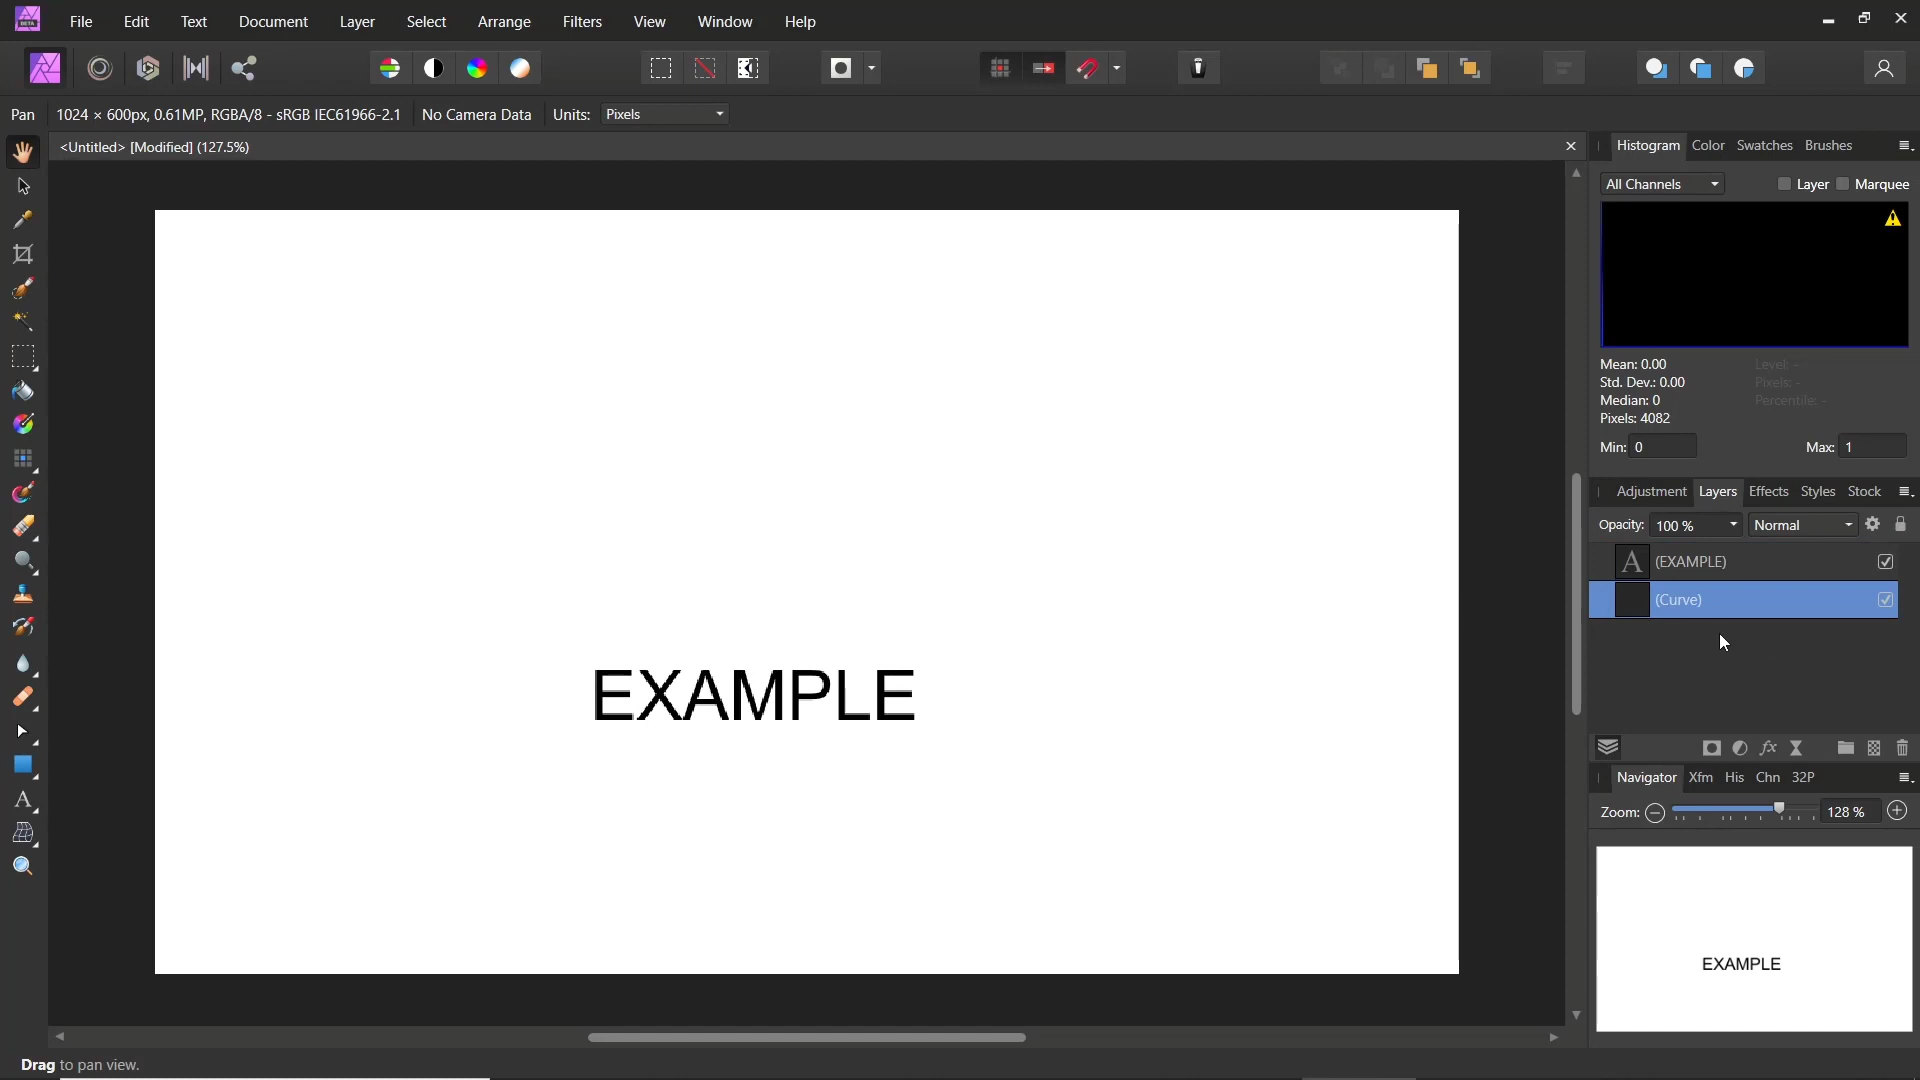 File Edit Text Document Layer Select Arrange Filters View Window Help
Pan 1024 × 600px, 0.61MP, RGBA/8 - sRGB IEC61966-2.1 No Camera Data Units: Pixels
<Untitled> [Modified] (127.5%)
Histogram Color Swatches Brushes
All Channels Layer Marquee
Mean: 0.00 Level: -
Std. Dev.: 0.00 Pixels: -
Median: 0 Percentile: -
Pixels: 4082
Min: 0 Max: 1
Adjustment Layers Effects Styles Stock
Opacity: 100 % Normal
A (EXAMPLE)
(Curve)
EXAMPLE
Navigator Xfm His Chn 32P
Zoom: 128 %
EXAMPLE
Drag to pan view.